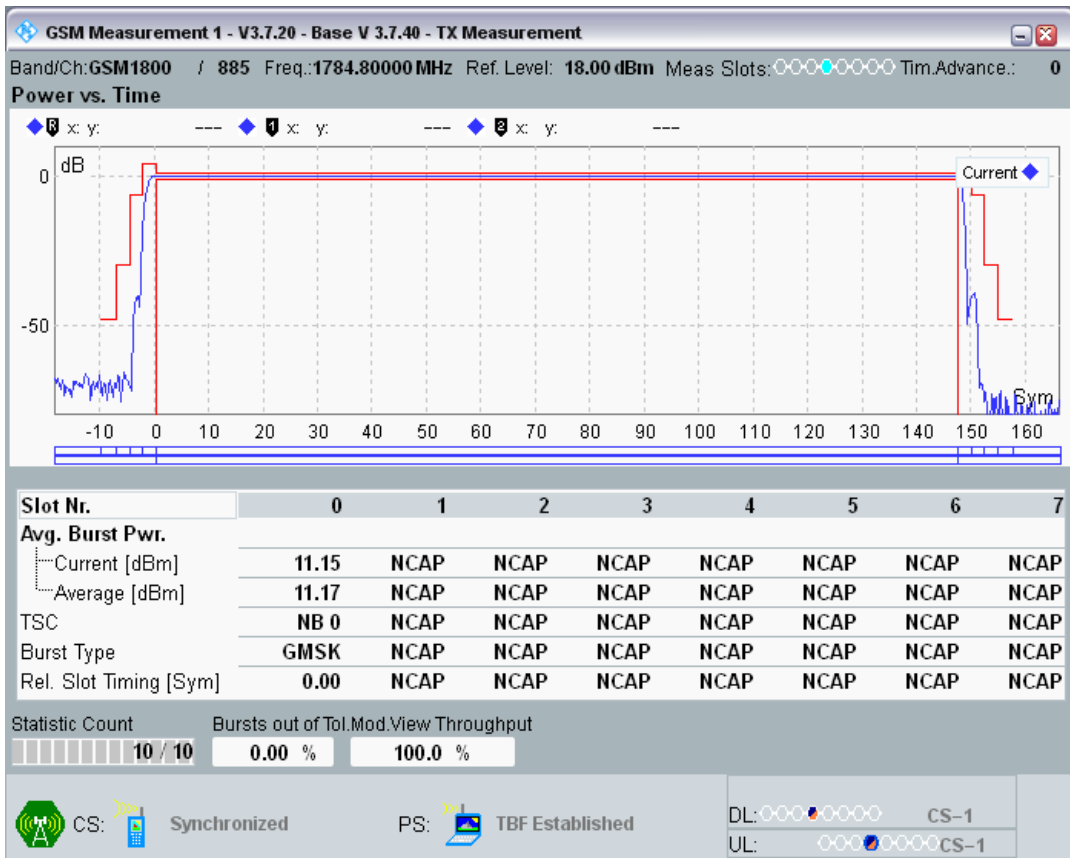 GSM Measurement 1 - V3.7.20 - Base V 3.7.40 - TX Measurement
Band/Ch:GSM1800 / 885 Freq.:1784.80000 MHz Ref. Level: 18.00 dBm Meas Slots: Tim.Advance.: 0
Power vs. Time
R x: y: --- 1 x: y: --- 2 x: y: ---
dB
Current
0
-50
Sym
-10 0 10 20 30 40 50 60 70 80 90 100 110 120 130 140 150 160
Slot Nr. 0 1 2 3 4 5 6 7
Avg. Burst Pwr.
Current [dBm] 11.15 NCAP NCAP NCAP NCAP NCAP NCAP NCAP
Average [dBm] 11.17 NCAP NCAP NCAP NCAP NCAP NCAP NCAP
TSC NB 0 NCAP NCAP NCAP NCAP NCAP NCAP NCAP
Burst Type GMSK NCAP NCAP NCAP NCAP NCAP NCAP NCAP
Rel. Slot Timing [Sym] 0.00 NCAP NCAP NCAP NCAP NCAP NCAP NCAP
Statistic Count Bursts out of Tol.Mod.View Throughput
10 / 10 0.00 % 100.0 %
CS: Synchronized PS: TBF Established
DL: CS-1
UL: CS-1